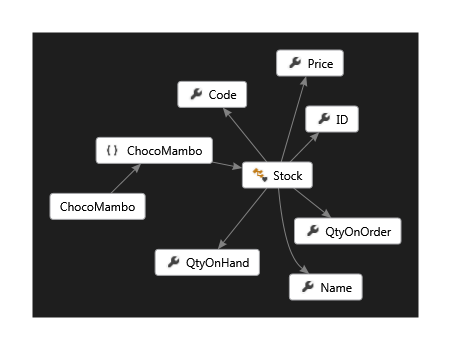 Price
Code
ID
{ } ChocoMambo
Stock
ChocoMambo
QtyOnOrder
QtyOnHand
Name